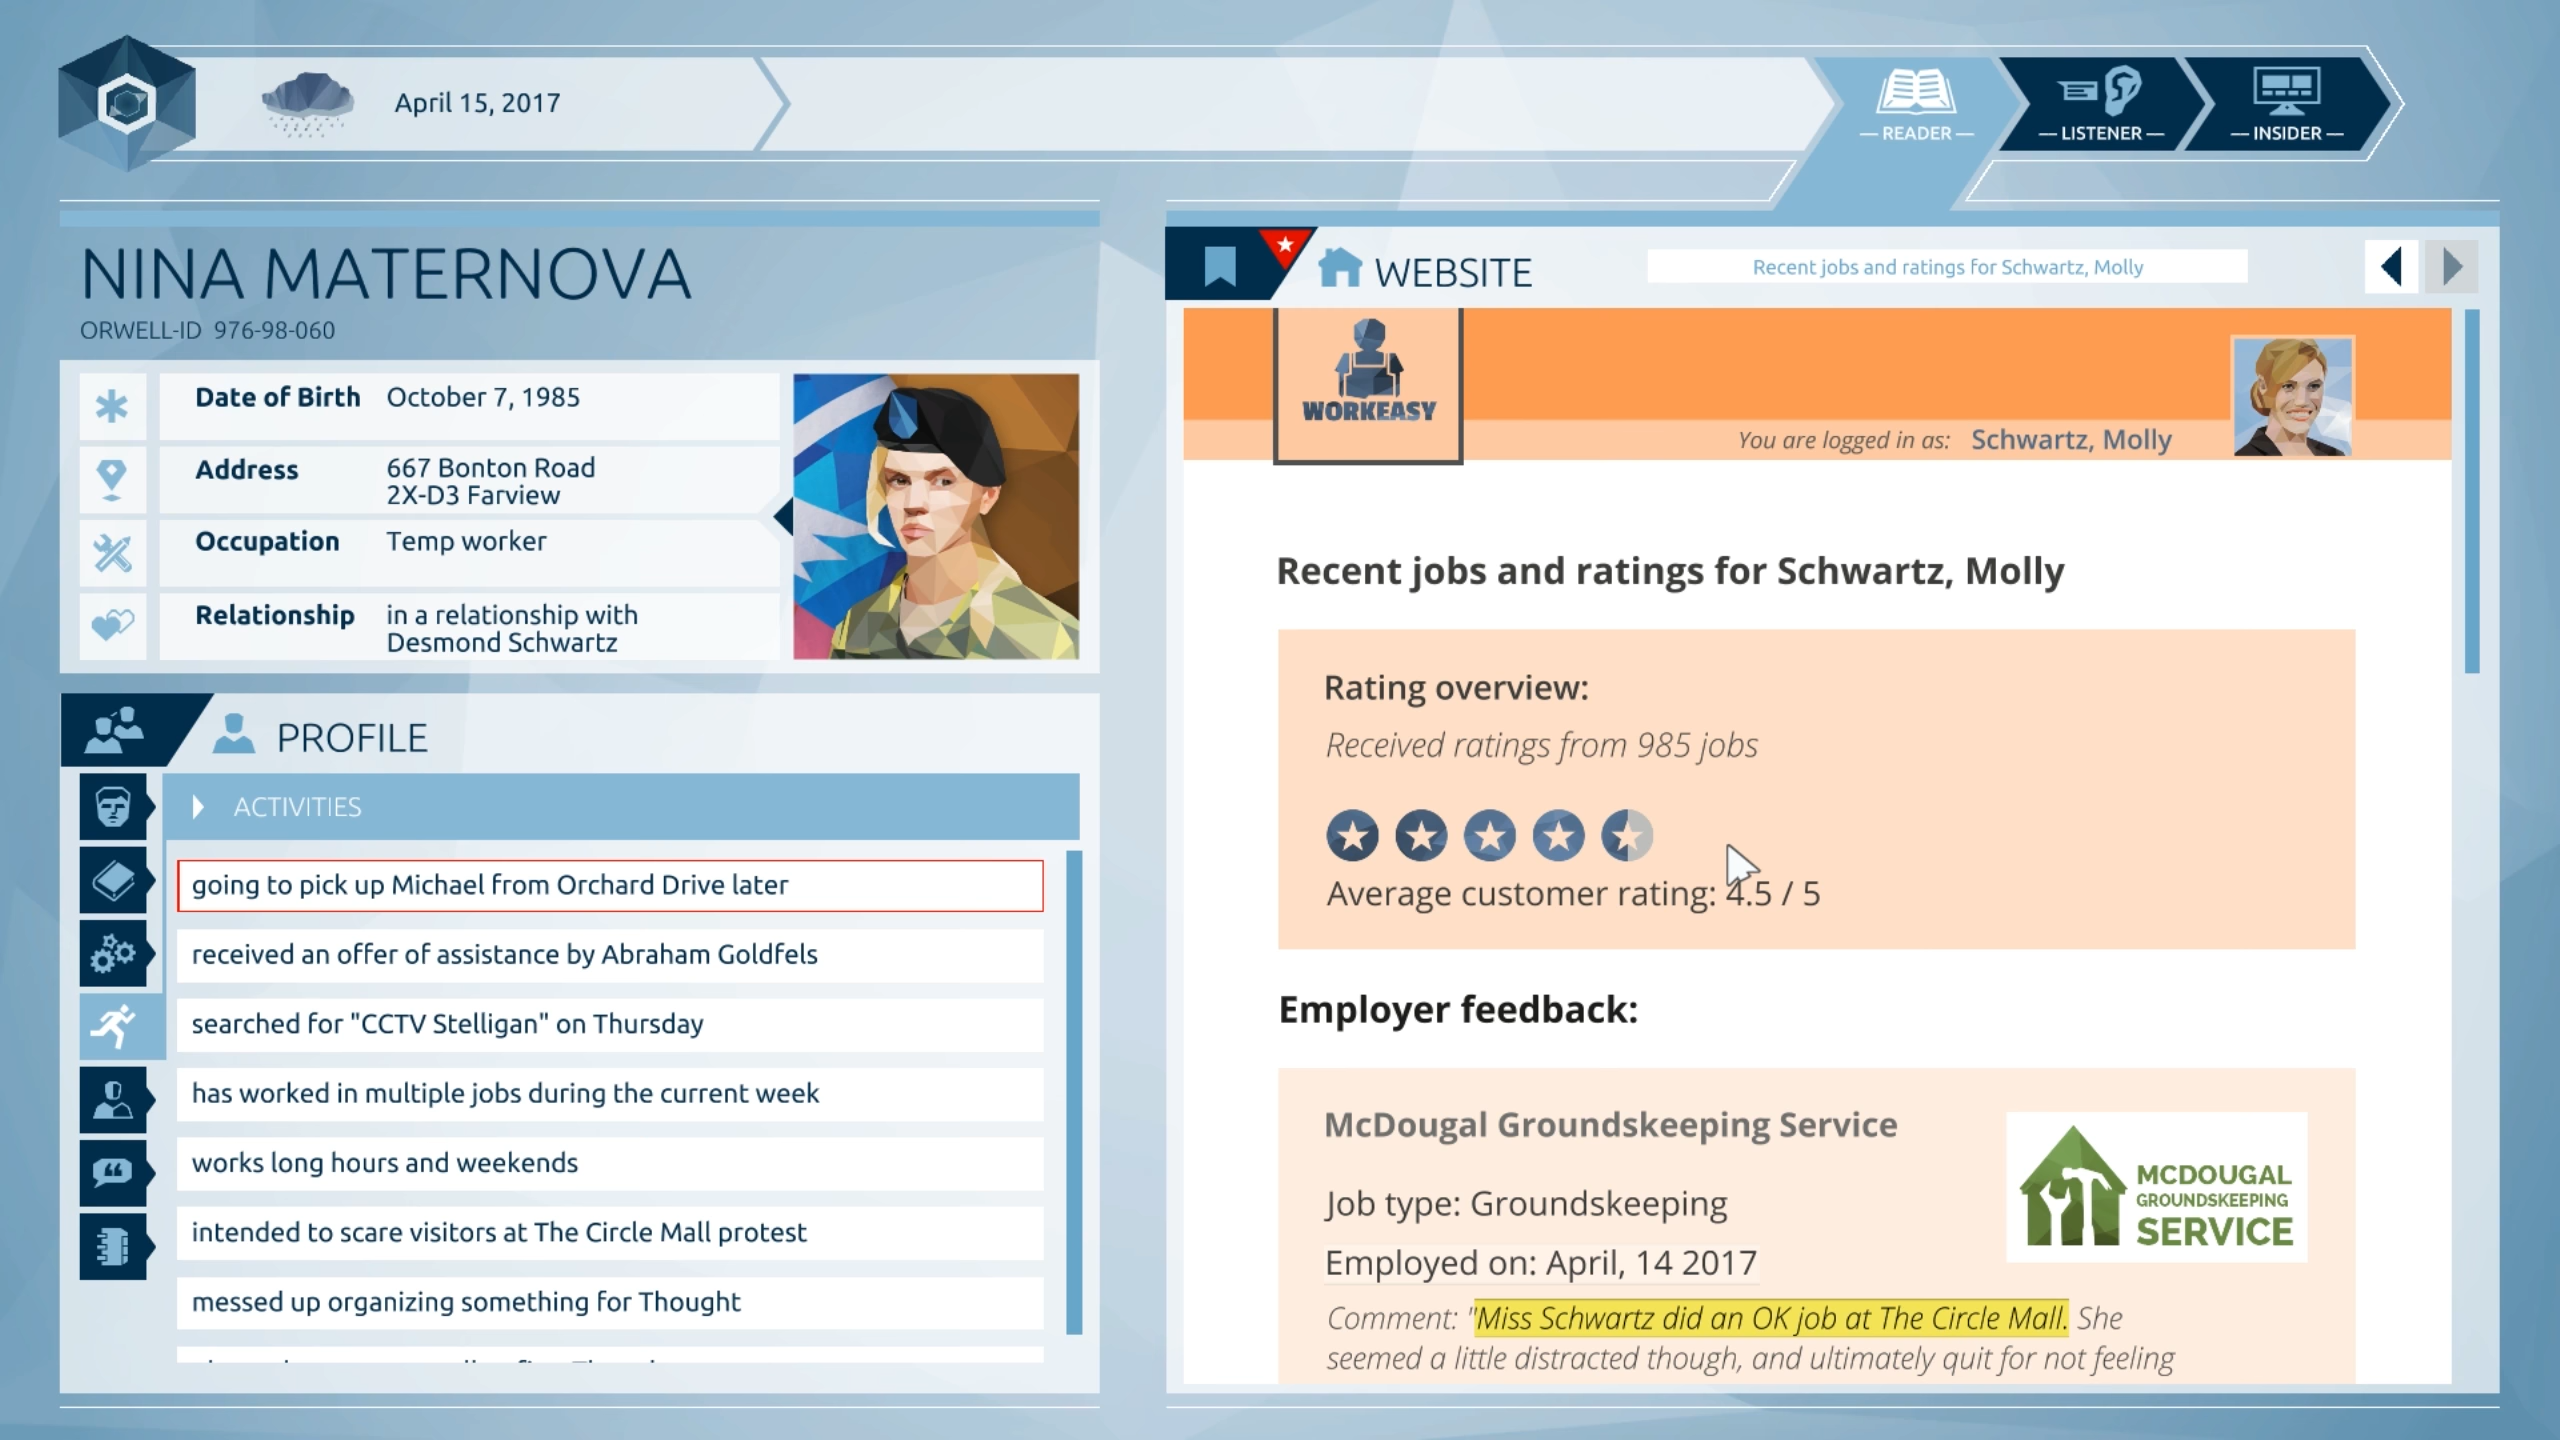 April 15, 2017
— READER —
— LISTENER —
— INSIDER —
NINA MATERNOVA
ORWELL-ID 976-98-060
Date of Birth October 7, 1985
Address 667 Bonton Road
2X-D3 Farview
Occupation Temp worker
Relationship in a relationship with
Desmond Schwartz
PROFILE
ACTIVITIES
going to pick up Michael from Orchard Drive later
received an offer of assistance by Abraham Goldfels
searched for "CCTV Stelligan" on Thursday
has worked in multiple jobs during the current week
works long hours and weekends
intended to scare visitors at The Circle Mall protest
messed up organizing something for Thought
WEBSITE
Recent jobs and ratings for Schwartz, Molly
WORKEASY
You are logged in as: Schwartz, Molly
Recent jobs and ratings for Schwartz, Molly
Rating overview:
Received ratings from 985 jobs
Average customer rating: 4.5 / 5
Employer feedback:
McDougal Groundskeeping Service
MCDOUGAL
GROUNDSKEEPING
SERVICE
Job type: Groundskeeping
Employed on: April, 14 2017
Comment: "Miss Schwartz did an OK job at The Circle Mall. She
seemed a little distracted though, and ultimately quit for not feeling